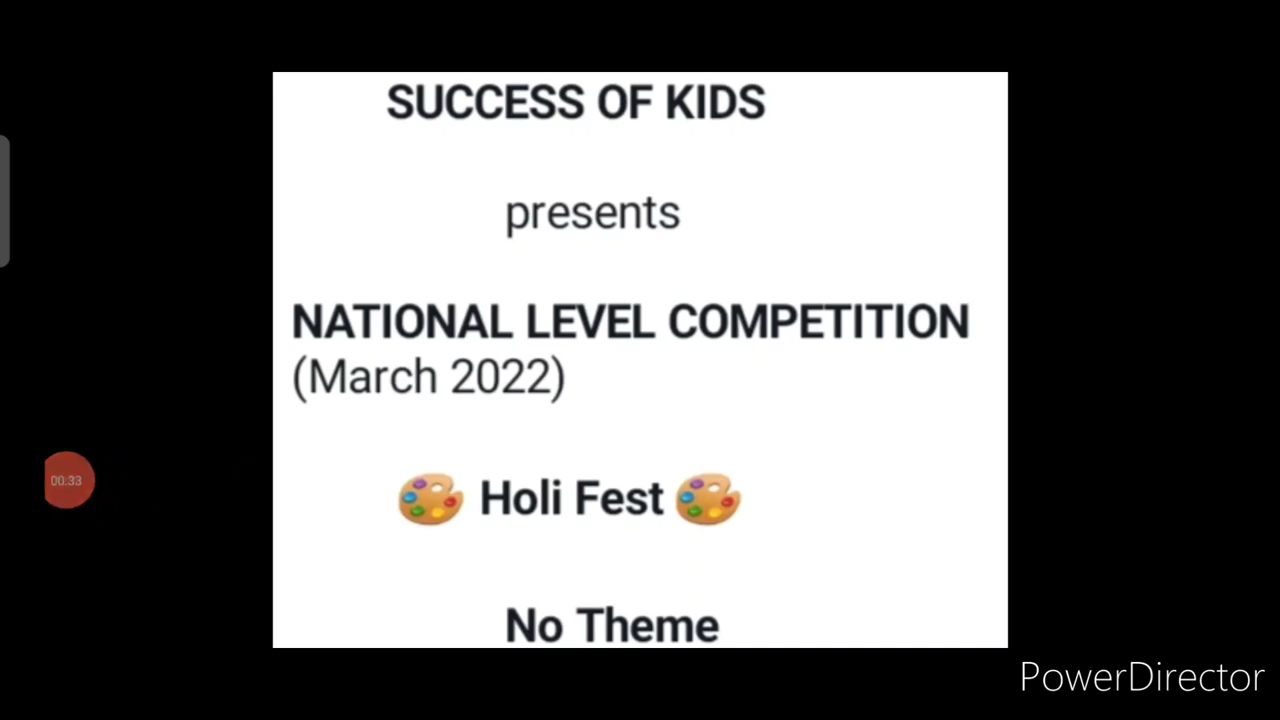 SUCCESS OF KIDS
presents
NATIONAL LEVEL COMPETITION
(March 2022)
🎨 Holi Fest 🎨
00:33
No Theme
PowerDirector